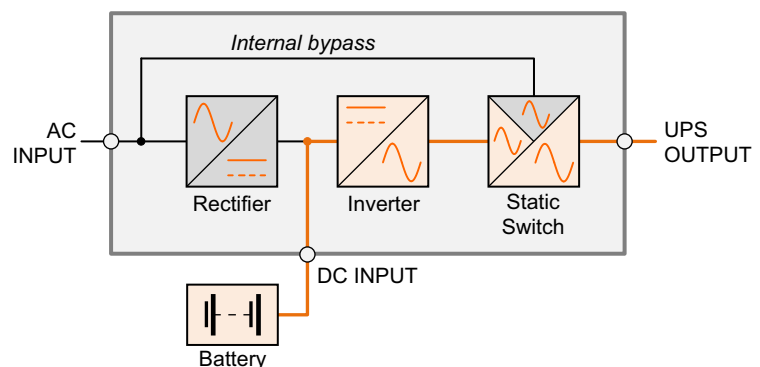 Internal bypass
AC
INPUT
UPS
OUTPUT
Rectifier
Inverter
Static
Switch
DC INPUT
Battery